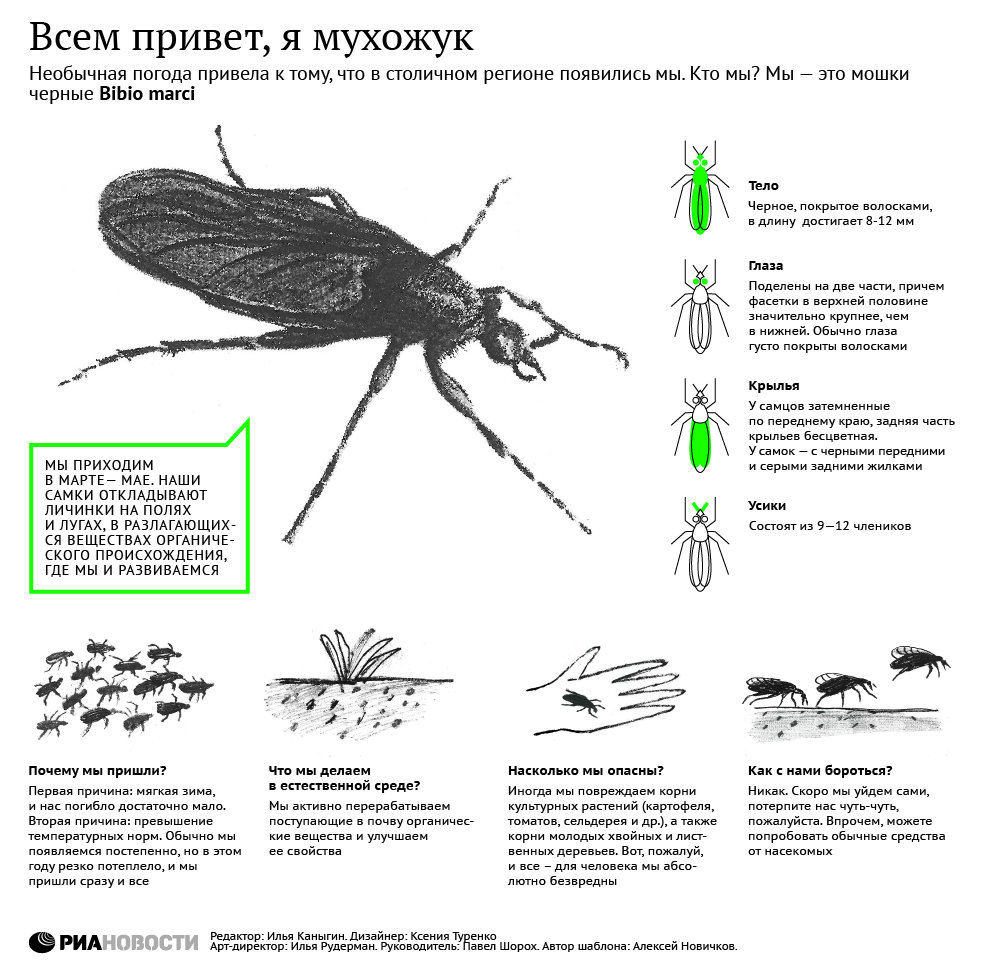 Всем привет, я мухожук
Необычная погода привела к тому, что в столичном регионе появились мы. Кто мы? Мы — это мошки
черные Bibio marci
Тело
Черное, покрытое волосками,
в длину достигает 8-12 мм
Глаза
Поделены на две части, причем
фасетки в верхней половине
значительно крупнее, чем
в нижней. Обычно глаза
густо покрыты волосками
Крылья
У самцов затемненные
по переднему краю, задняя часть
крыльев бесцветная.
У самок — с черными передними
и серыми задними жилками
Усики
Состоят из 9—12 члеников
МЫ ПРИХОДИМ
В МАРТЕ— МАЕ. НАШИ
САМКИ ОТКЛАДЫВАЮТ
ЛИЧИНКИ НА ПОЛЯХ
И ЛУГАХ, В РАЗЛАГАЮЩИХ-
СЯ ВЕЩЕСТВАХ ОРГАНИЧЕ-
СКОГО ПРОИСХОЖДЕНИЯ,
ГДЕ МЫ И РАЗВИВАЕМСЯ
Почему мы пришли?
Первая причина: мягкая зима,
и нас погибло достаточно мало.
Вторая причина: превышение
температурных норм. Обычно мы
появляемся постепенно, но в этом
году резко потеплело, и мы
пришли сразу и все
Что мы делаем
в естественной среде?
Мы активно перерабатываем
поступающие в почву органичес-
кие вещества и улучшаем
ее свойства
Насколько мы опасны?
Иногда мы повреждаем корни
культурных растений (картофеля,
томатов, сельдерея и др.), а также
корни молодых хвойных и лист-
венных деревьев. Вот, пожалуй,
и все – для человека мы абсо-
лютно безвредны
Как с нами бороться?
Никак. Скоро мы уйдем сами,
потерпите нас чуть-чуть,
пожалуйста. Впрочем, можете
попробовать обычные средства
от насекомых
РИАНОВОСТИ
Редактор: Илья Каныгин. Дизайнер: Ксения Туренко
Арт-директор: Илья Рудерман. Руководитель: Павел Шорох. Автор шаблона: Алексей Новичков.